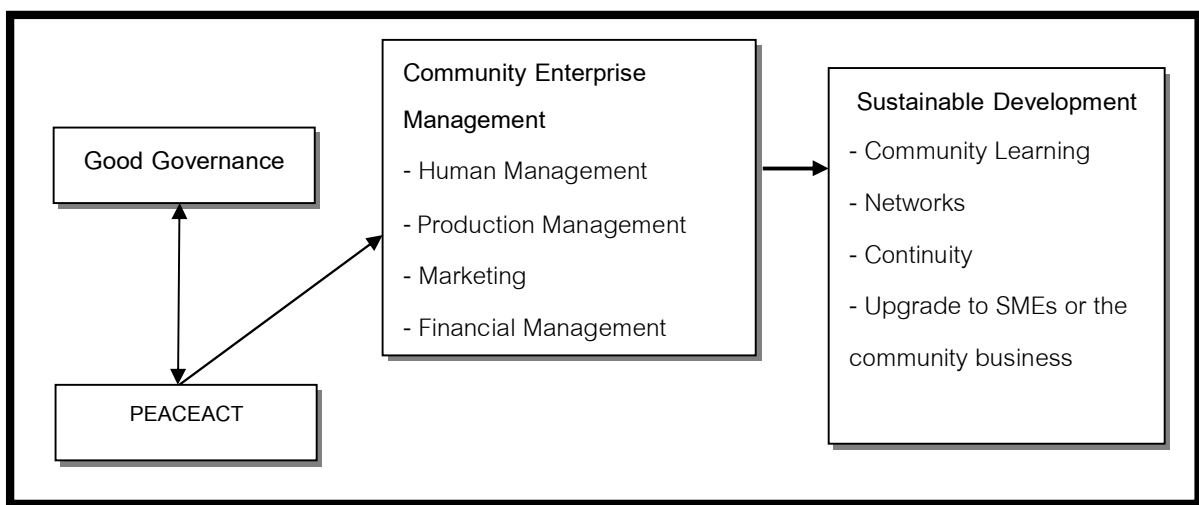 Good Governance
PEACEACT
Community Enterprise
Management
- Human Management
- Production Management
- Marketing
- Financial Management
Sustainable Development
- Community Learning
- Networks
- Continuity
- Upgrade to SMEs or the
community business